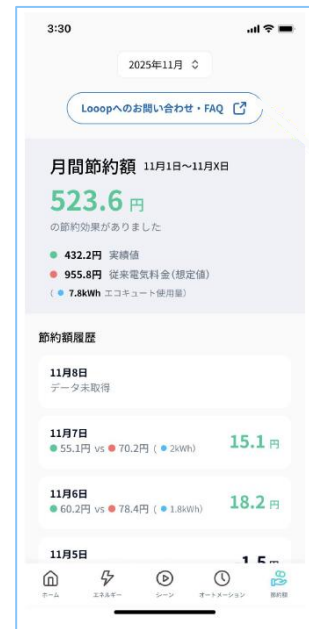 3:30
2025年11月
Looopへのお問い合わせ・FAQ
月間節約額 11月1日〜11月X日
523.6 円
の節約効果がありました
432.2円 実績値
955.8円 従来電気料金(想定値)
( 7.8kWh エコキュート使用量)
節約額履歴
11月8日
データ未取得
11月7日
55.1円 vs 70.2円 ( 2kWh) 15.1 円
11月6日
60.2円 vs 78.4円 ( 1.8kWh) 18.2 円
11月5日
1.5
ホーム エネルギー シーン オートメーション 節約額